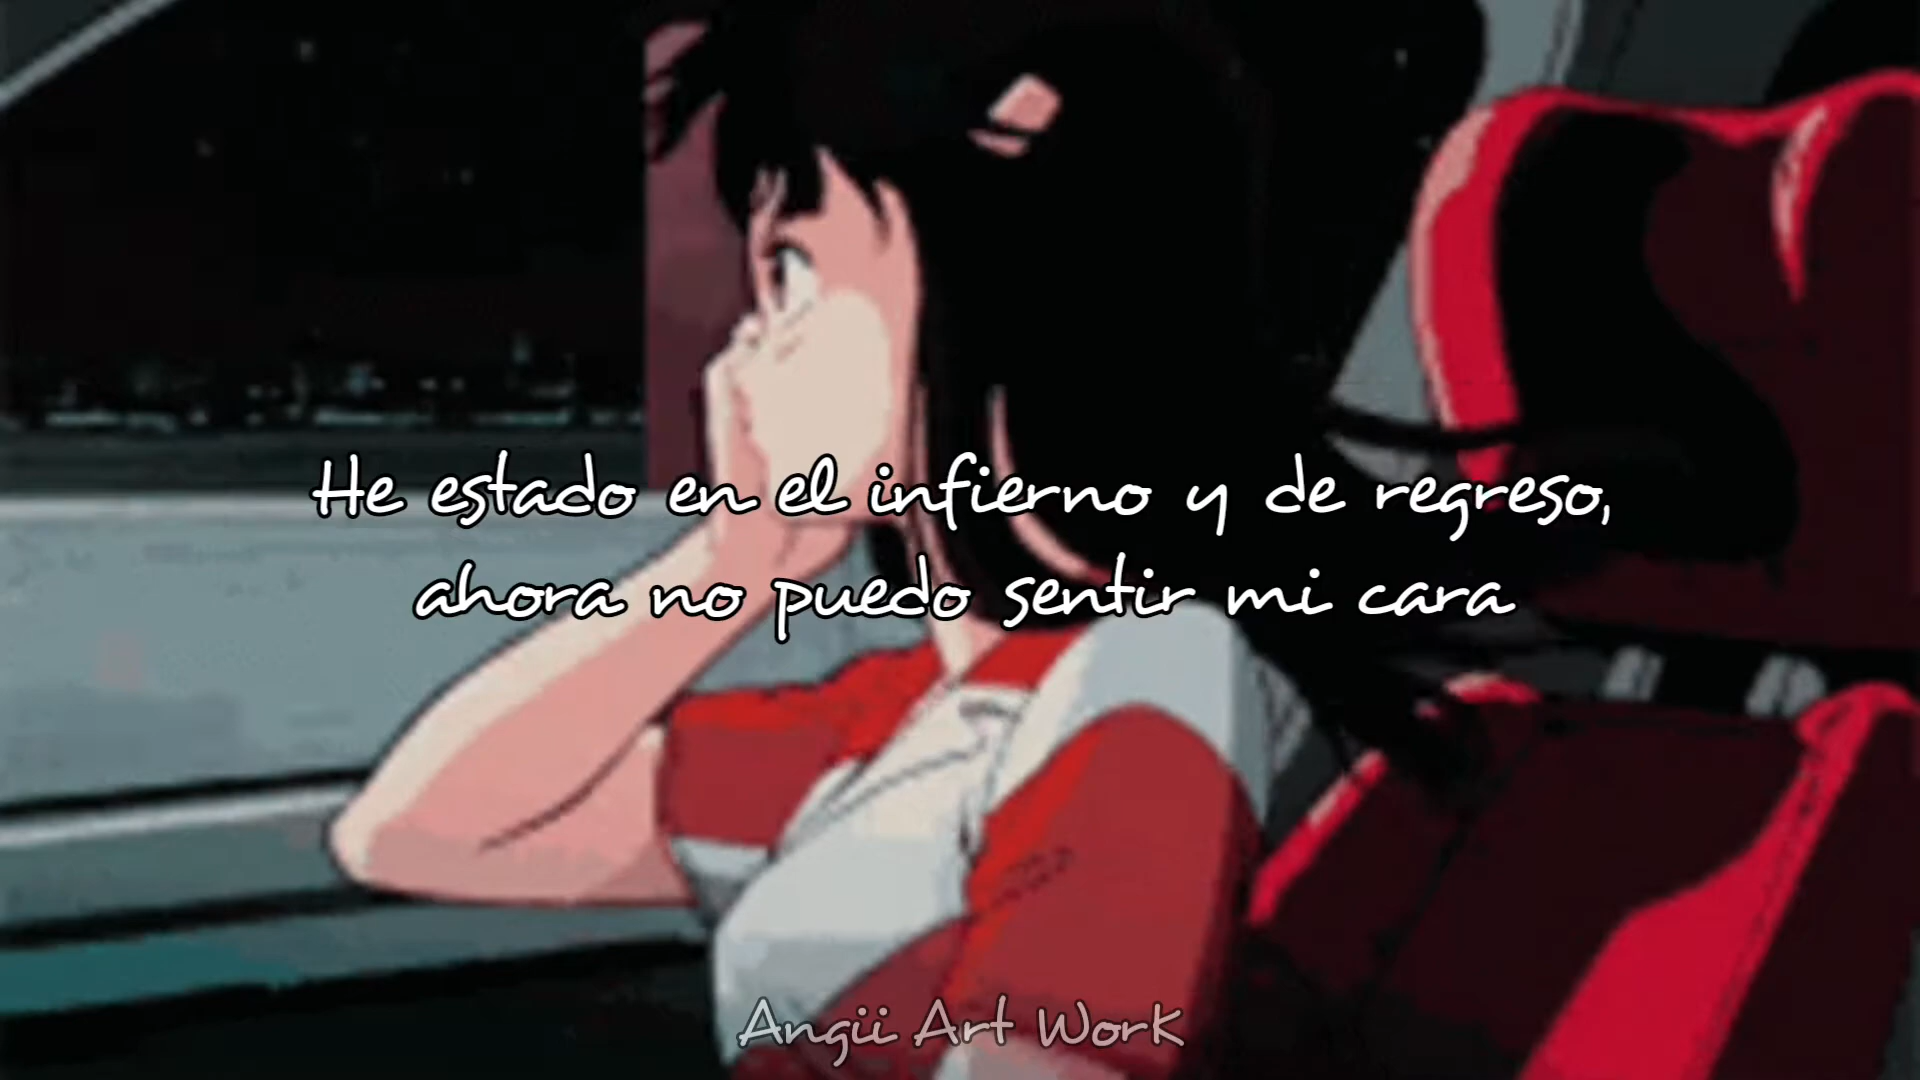 He estado en el infierno y de regreso,
ahora no puedo sentir mi cara
Angii Art Work